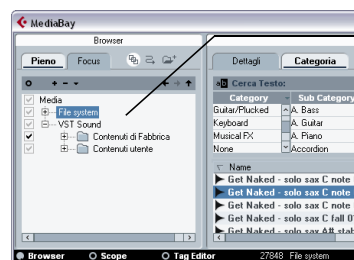 MediaBay
Browser
Pieno Focus
Dettagli Categoria
Cerca Testo:
Category Sub Category
Guitar/Plucked A. Bass
Keyboard A. Guitar
Musical FX A. Piano
None Accordion
Media
File system
VST Sound
Contenuti di Fabbrica
Contenuti utente
Name
Get Naked - solo sax C note
Get Naked - solo sax C note
Get Naked - solo sax C note
Get Naked - solo sax C fall
Get Naked - solo sax A#
Browser Scope Tag Editor 27848 File system